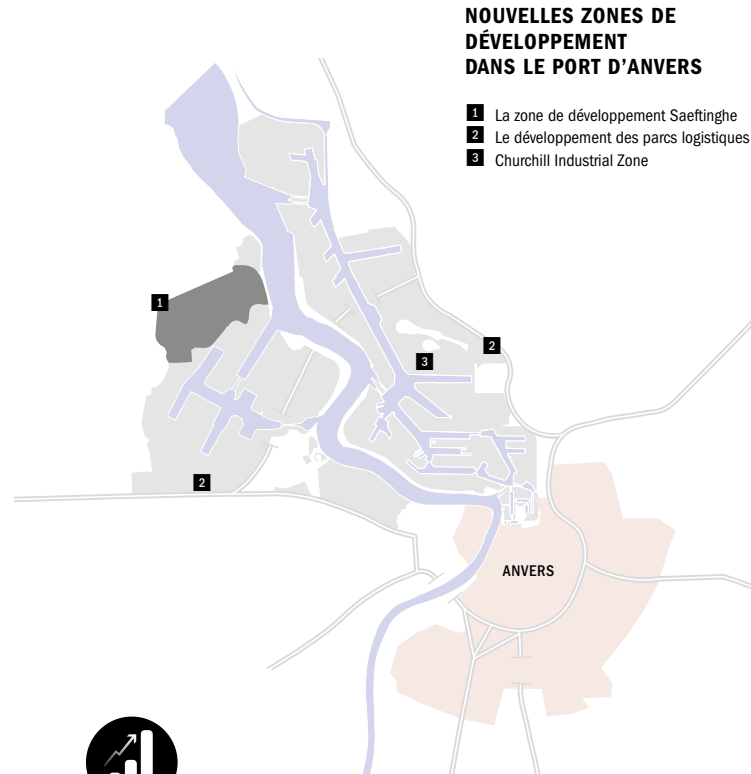 NOUVELLES ZONES DE
DÉVELOPPEMENT
DANS LE PORT D'ANVERS
1 La zone de développement Saeftinghe
2 Le développement des parcs logistiques
3 Churchill Industrial Zone
1
2
3
2
ANVERS